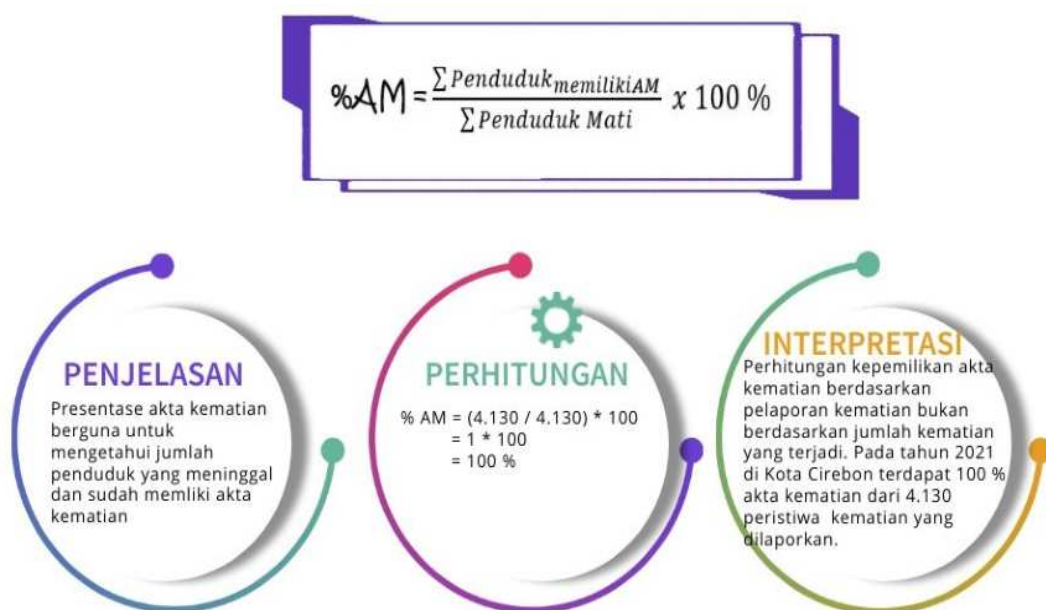 %AM = ∑ Penduduk memilikiAM / ∑ Penduduk Mati x 100 %
PENJELASAN
Presentase akta kematian
berguna untuk
mengetahui jumlah
penduduk yang meninggal
dan sudah memliki akta
kematian
PERHITUNGAN
% AM = (4.130 / 4.130) * 100
= 1 * 100
= 100 %
INTERPRETASI
Perhitungan kepemilikan akta
kematian berdasarkan
pelaporan kematian bukan
berdasarkan jumlah kematian
yang terjadi. Pada tahun 2021
di Kota Cirebon terdapat 100 %
akta kematian dari 4.130
peristiwa kematian yang
dilaporkan.